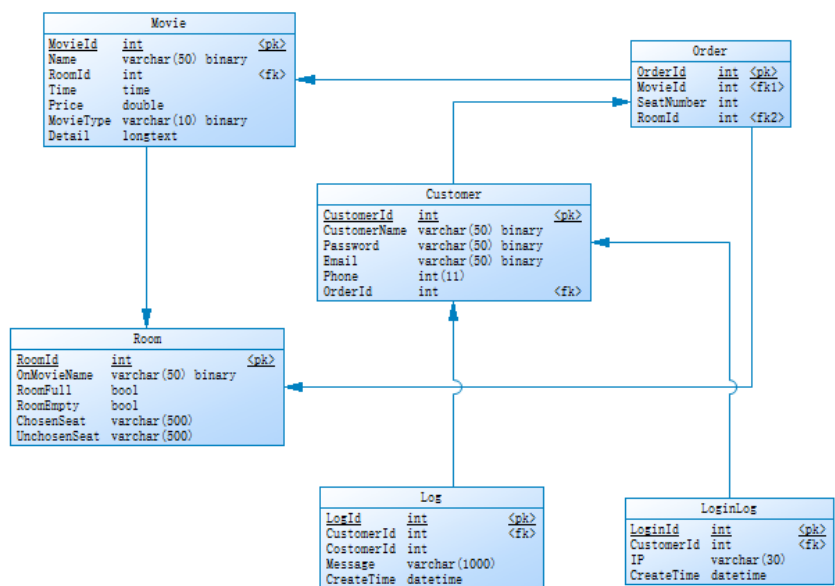 Movie
MovieId int <pk>
Name varchar(50) binary
RoomId int <fk>
Time time
Price double
MovieType varchar(10) binary
Detail longtext
Order
OrderId int <pk>
MovieId int <fk1>
SeatNumber int
RoomId int <fk2>
Customer
CustomerId int <pk>
CustomerName varchar(50) binary
Password varchar(50) binary
Email varchar(50) binary
Phone int(11)
OrderId int <fk>
Room
RoomId int <pk>
OnMovieName varchar(50) binary
RoomFull bool
RoomEmpty bool
ChosenSeat varchar(500)
UnchosenSeat varchar(500)
Log
LogId int <pk>
CustomerId int <fk>
CostomerId int
Message varchar(1000)
CreateTime datetime
LoginLog
LoginId int <pk>
CustomerId int <fk>
IP varchar(30)
CreateTime datetime